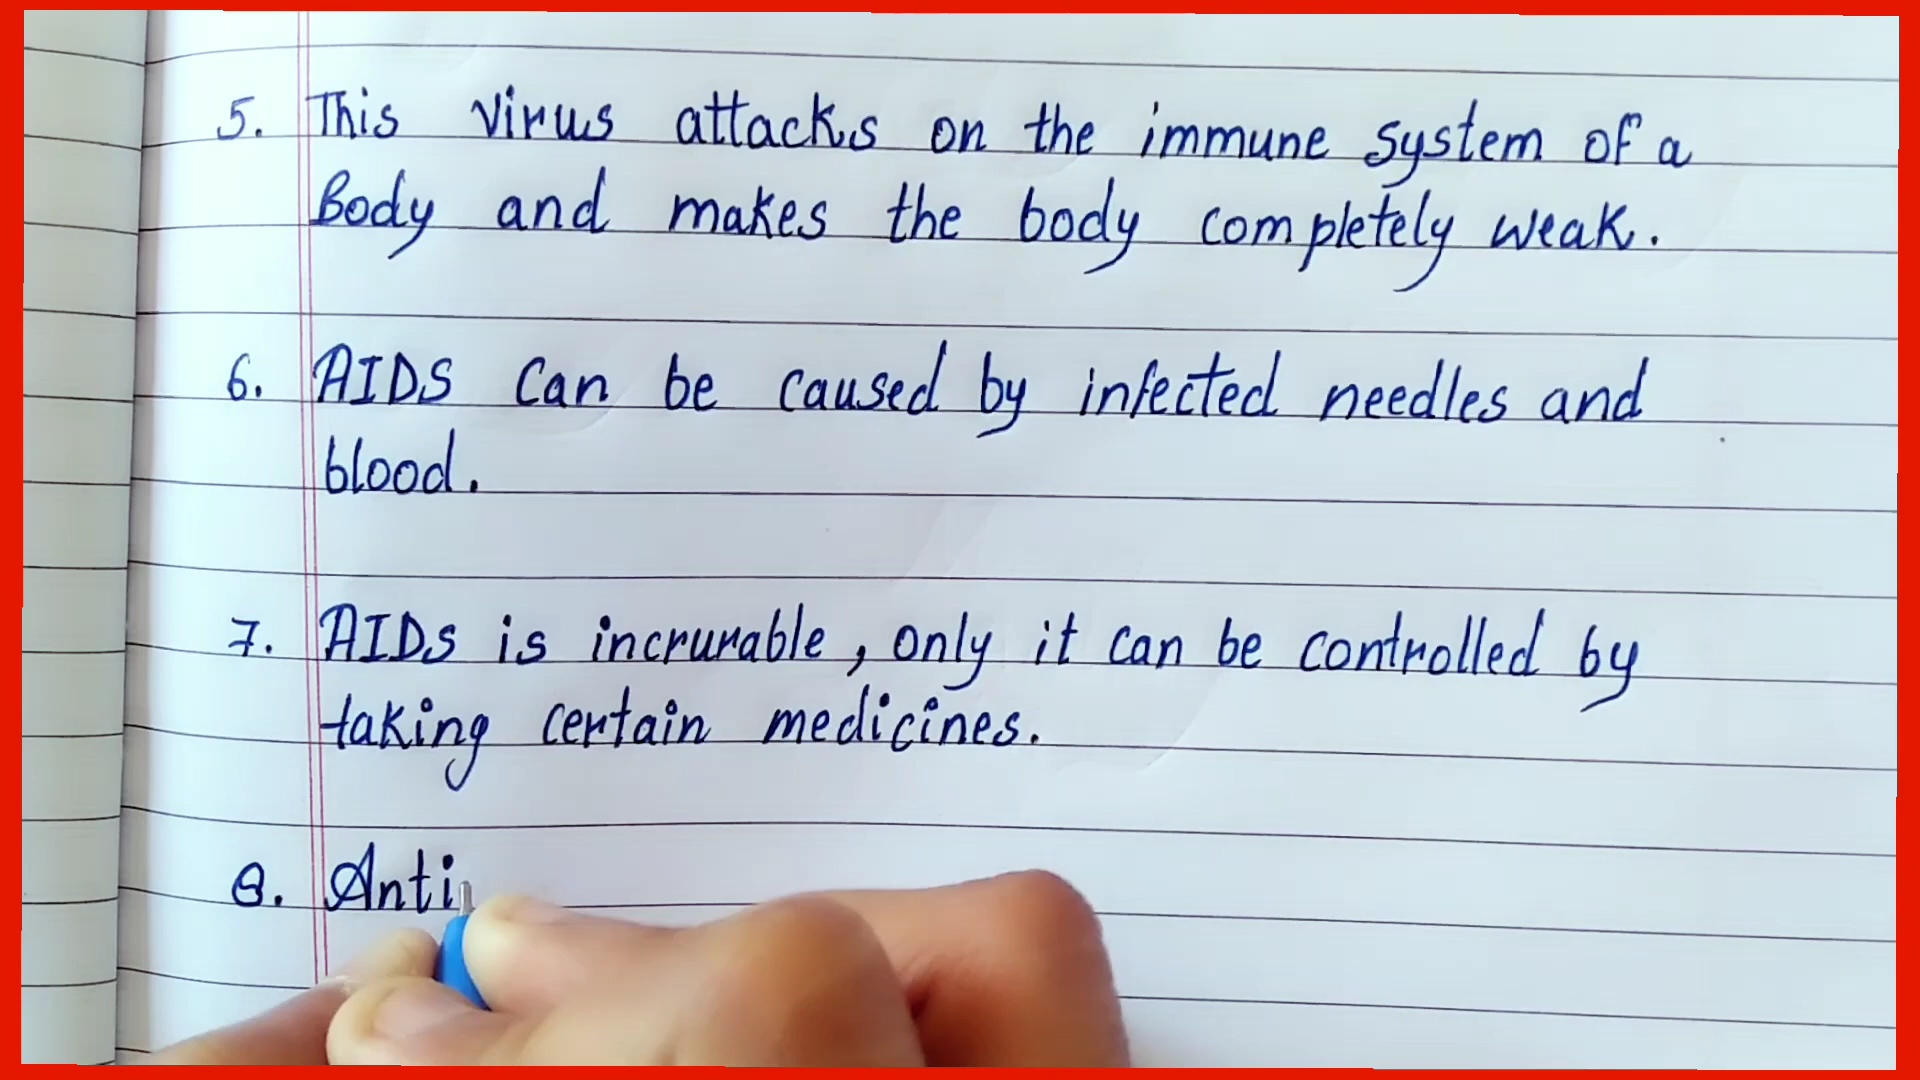 5. This virus attacks on the immune system of a
Body and makes the body completely weak.
6. AIDS can be caused by infected needles and
blood.
7. AIDS is incrurable, only it can be controlled by
taking certain medicines.
8. Anti